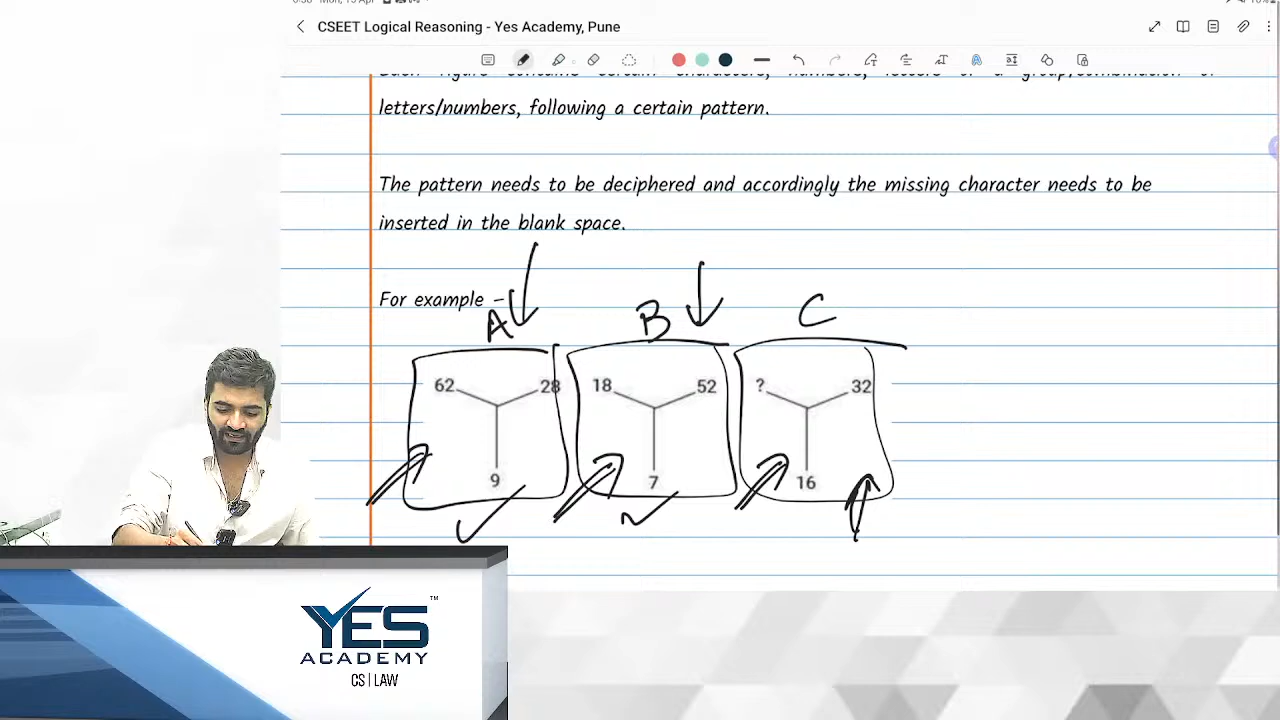 CSEET Logical Reasoning - Yes Academy, Pune
letters/numbers, following a certain pattern.
The pattern needs to be deciphered and accordingly the missing character needs to be
inserted in the blank space.
For example -
A B C
62 28 18 52 ? 32
9 7 16
YES
ACADEMY
CS | LAW